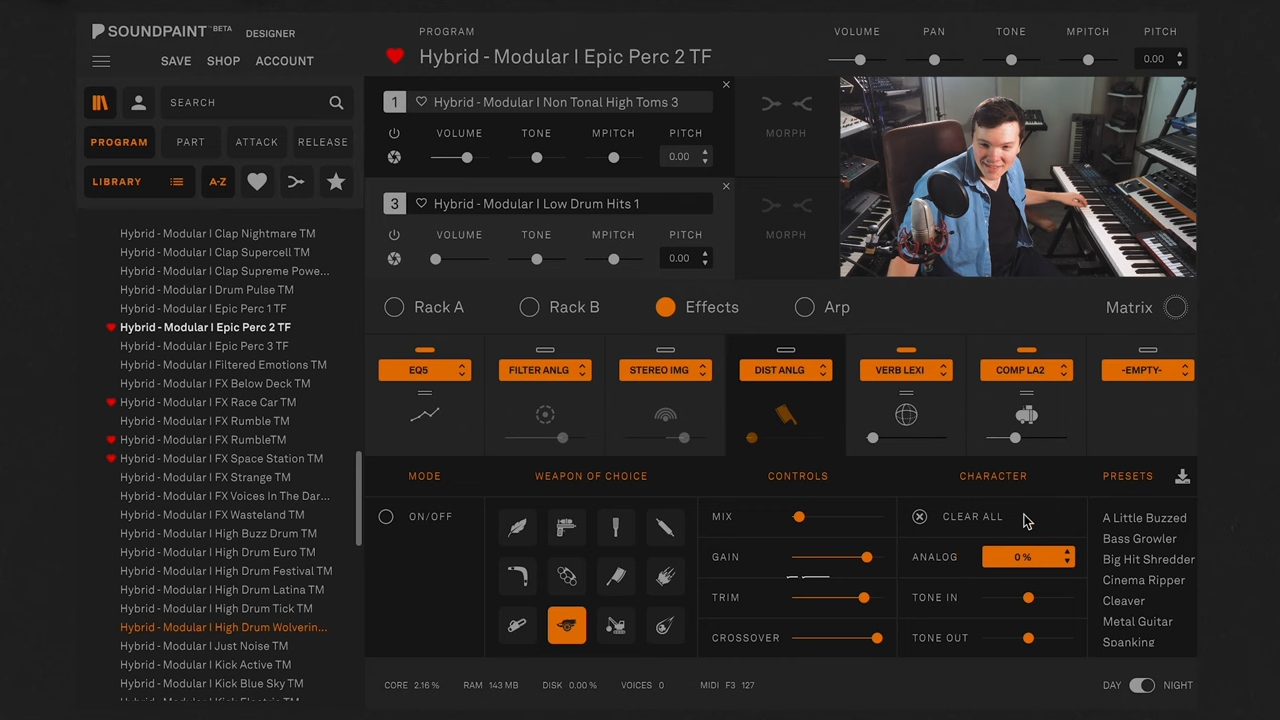 SOUNDPAINT BETA DESIGNER
SAVE SHOP ACCOUNT
PROGRAM
Hybrid - Modular I Epic Perc 2 TF
VOLUME PAN TONE MPITCH PITCH
0.00
SEARCH
PROGRAM PART ATTACK RELEASE
LIBRARY A-Z
Hybrid - Modular I Clap Nightmare TM
Hybrid - Modular I Clap Supercell TM
Hybrid - Modular I Clap Supreme Powe...
Hybrid - Modular I Drum Pulse TM
Hybrid - Modular I Epic Perc 1 TF
Hybrid - Modular I Epic Perc 2 TF
Hybrid - Modular I Epic Perc 3 TF
Hybrid - Modular I Filtered Emotions TM
Hybrid - Modular I FX Below Deck TM
Hybrid - Modular I FX Race Car TM
Hybrid - Modular I FX Rumble TM
Hybrid - Modular I FX RumbleTM
Hybrid - Modular I FX Space Station TM
Hybrid - Modular I FX Strange TM
Hybrid - Modular I FX Voices In The Dar...
Hybrid - Modular I FX Wasteland TM
Hybrid - Modular I High Buzz Drum TM
Hybrid - Modular I High Drum Euro TM
Hybrid - Modular I High Drum Festival TM
Hybrid - Modular I High Drum Latina TM
Hybrid - Modular I High Drum Tick TM
Hybrid - Modular I High Drum Wolverin...
Hybrid - Modular I Just Noise TM
Hybrid - Modular I Kick Active TM
Hybrid - Modular I Kick Blue Sky TM
Hybrid - Modular I Kick Electric TM
1 Hybrid - Modular I Non Tonal High Toms 3
VOLUME TONE MPITCH PITCH
0.00
MORPH
3 Hybrid - Modular I Low Drum Hits 1
VOLUME TONE MPITCH PITCH
0.00
MORPH
Rack A Rack B Effects Arp Matrix
EQ5 FILTER ANLG STEREO IMG DIST ANLG VERB LEXI COMP LA2 -EMPTY-
MODE WEAPON OF CHOICE CONTROLS CHARACTER PRESETS
ON/OFF
MIX
GAIN
TRIM
CROSSOVER
CLEAR ALL
ANALOG 0 %
TONE IN
TONE OUT
A Little Buzzed
Bass Growler
Big Hit Shredder
Cinema Ripper
Cleaver
Metal Guitar
Spanking
CORE 2.16 % RAM 143 MB DISK 0.00 % VOICES 0 MIDI F3 127
DAY NIGHT